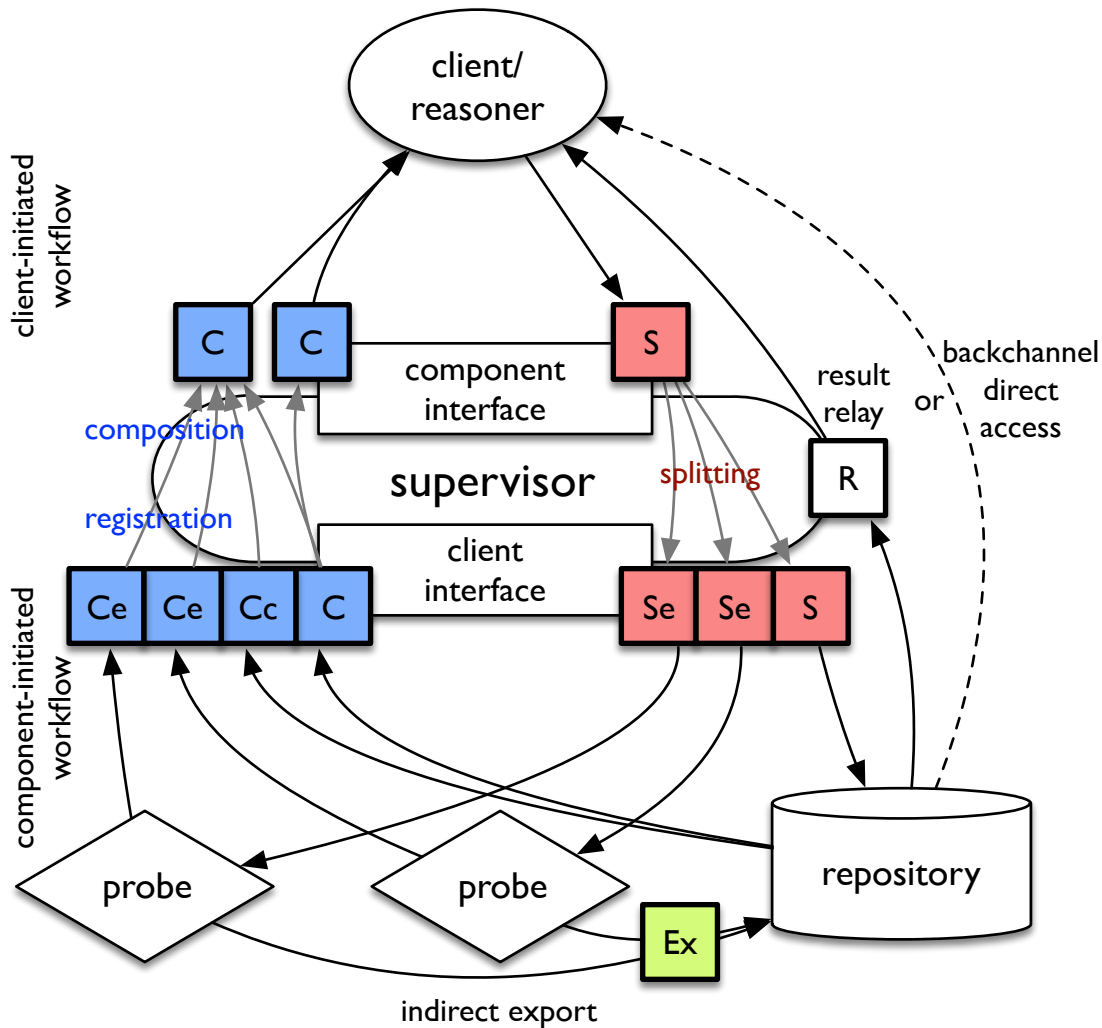 client/
reasoner
client-initiated
workflow
C
C
S
component
interface
backchannel
direct
access
or
result
relay
composition
supervisor
splitting
R
registration
client
interface
Ce
Ce
Cc
C
Se
Se
S
component-initiated
workflow
probe
probe
repository
Ex
indirect export